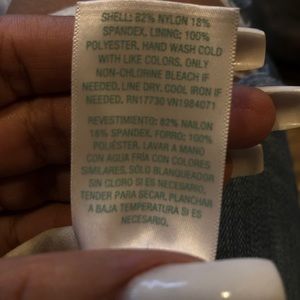 SHELL: 82% NYLON 18%
SPANDEX. LINING: 100%
POLYESTER. HAND WASH COLD
WITH LIKE COLORS. ONLY
NON-CHLORINE BLEACH IF
NEEDED. LINE DRY. COOL IRON IF
NEEDED. RN17730 VN1984071
REVESTIMIENTO: 82% NAILON
18% SPANDEX. FORRO: 100%
POLIÉSTER. LAVAR A MANO
CON AGUA FRÍA CON COLORES
SIMILARES. SÓLO BLANQUEADOR
SIN CLORO SI ES NECESARIO.
TENDER PARA SECAR. PLANCHAR
A BAJA TEMPERATURA SI ES
NECESARIO.